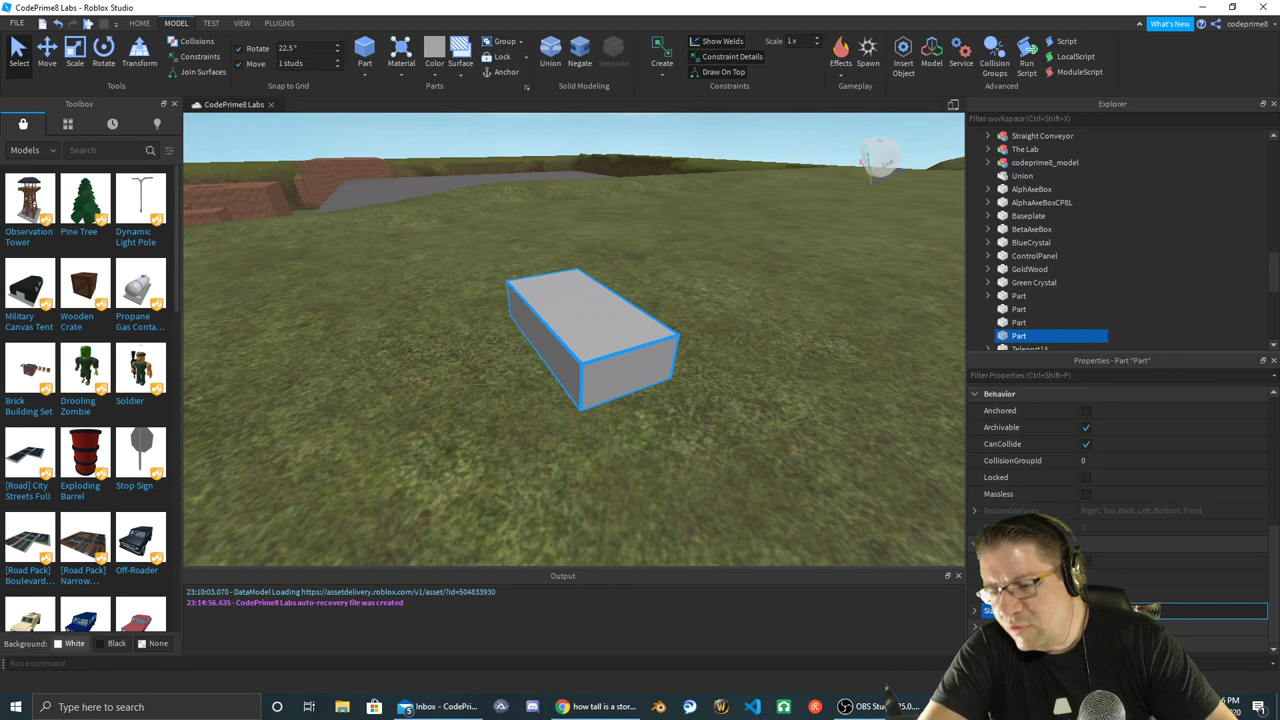 CodePrime8 Labs - Roblox Studio
FILE HOME MODEL TEST VIEW PLUGINS What's New codeprime8
Select Move Scale Rotate Transform
Collisions
Constraints
Join Surfaces
Tools
Rotate 22.5 °
Move 1 studs
Snap to Grid
Part Material Color Surface
Group
Lock
Anchor
Parts
Union Negate Separate
Solid Modeling
Create
Show Welds
Scale 1 x
Constraint Details
Draw On Top
Constraints
Effects Spawn
Gameplay
Insert Object Model Service Collision Groups Run Script
Script
LocalScript
ModuleScript
Advanced
Toolbox
CodePrime8 Labs
Models
Search
Observation Tower
Pine Tree
Dynamic Light Pole
Military Canvas Tent
Wooden Crate
Propane Gas Conta...
Brick Building Set
Drooling Zombie
Soldier
[Road] City Streets Full
Exploding Barrel
Stop Sign
[Road Pack] Boulevard...
[Road Pack] Narrow...
Off-Roader
Background: White Black None
Run a command
X
Left
Output
23:10:03.070 - DataModel Loading https://assetdelivery.roblox.com/v1/asset/?id=504833930
23:14:56.635 - CodePrime8 Labs auto-recovery file was created
Explorer
Filter workspace (Ctrl+Shift+X)
Straight Conveyor
The Lab
codeprime8_model
Union
AlphAxeBox
AlphaAxeBoxCP8L
Baseplate
BetaAxeBox
BlueCrystal
ControlPanel
GoldWood
Green Crystal
Part
Part
Part
Part
Teleport1A
Properties - Part "Part"
Filter Properties (Ctrl+Shift+P)
Behavior
Anchored
Archivable
CanCollide
CollisionGroupId 0
Locked
Massless
ResizeableFaces Right, Top, Back, Left, Bottom, Front
1
Type here to search
Inbox - CodePri...
how tall is a stor...
OBS Studio 25.0...